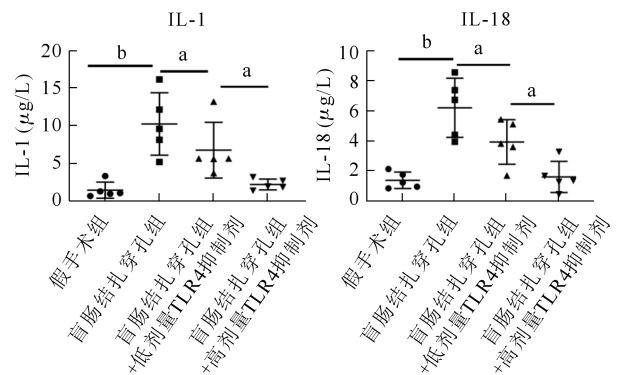 IL-1
IL-1 (μg/L)
20
15
10
5
0
b
a
a
假手术组
盲肠结扎穿孔组
盲肠结扎穿孔组
+低剂量TLR4抑制剂
盲肠结扎穿孔组
+高剂量TLR4抑制剂
IL-18
IL-18 (μg/L)
10
8
6
4
2
0
b
a
a
假手术组
盲肠结扎穿孔组
盲肠结扎穿孔组
+低剂量TLR4抑制剂
盲肠结扎穿孔组
+高剂量TLR4抑制剂